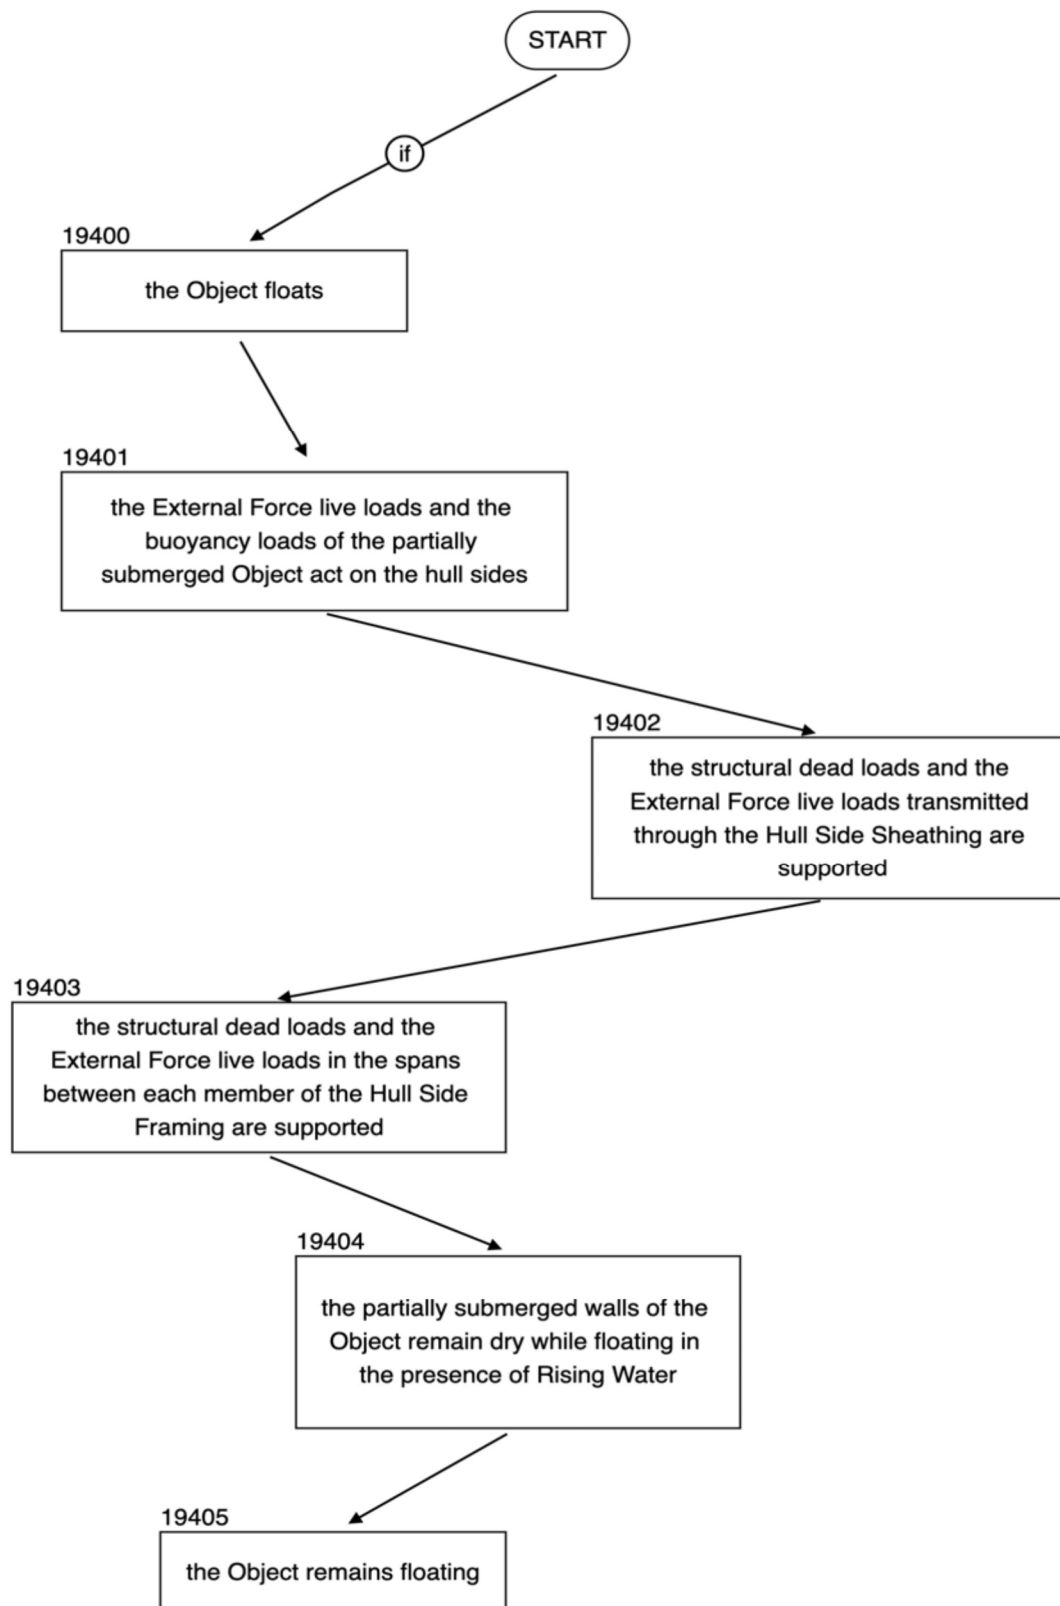 START
if
19400
the Object floats
19401
the External Force live loads and the
buoyancy loads of the partially
submerged Object act on the hull sides
19402
the structural dead loads and the
External Force live loads transmitted
through the Hull Side Sheathing are
supported
19403
the structural dead loads and the
External Force live loads in the spans
between each member of the Hull Side
Framing are supported
19404
the partially submerged walls of the
Object remain dry while floating in
the presence of Rising Water
19405
the Object remains floating